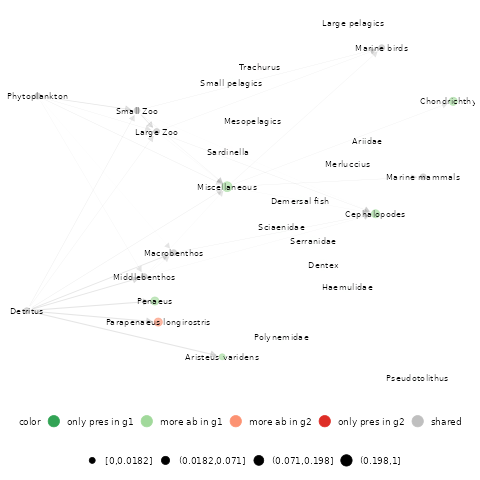 Large pelagics
Marine birds
Trachurus
Small pelagics
Phytoplankton
Chondrichthy
Small Zoo
Mesopelagics
Large Zoo
Ariidae
Sardinella
Merluccius
Marine mammals
Miscellaneous
Demersal fish
Cephalopodes
Sciaenidae
Serranidae
Macrobenthos
Dentex
Middlebenthos
Haemulidae
Penaeus
Detritus
Parapenaeus longirostris
Polynemidae
Aristeus varidens
Pseudotolithus
color only pres in g1 more ab in g1 more ab in g2 only pres in g2 shared
[0,0.0182] (0.0182,0.071] (0.071,0.198] (0.198,1]